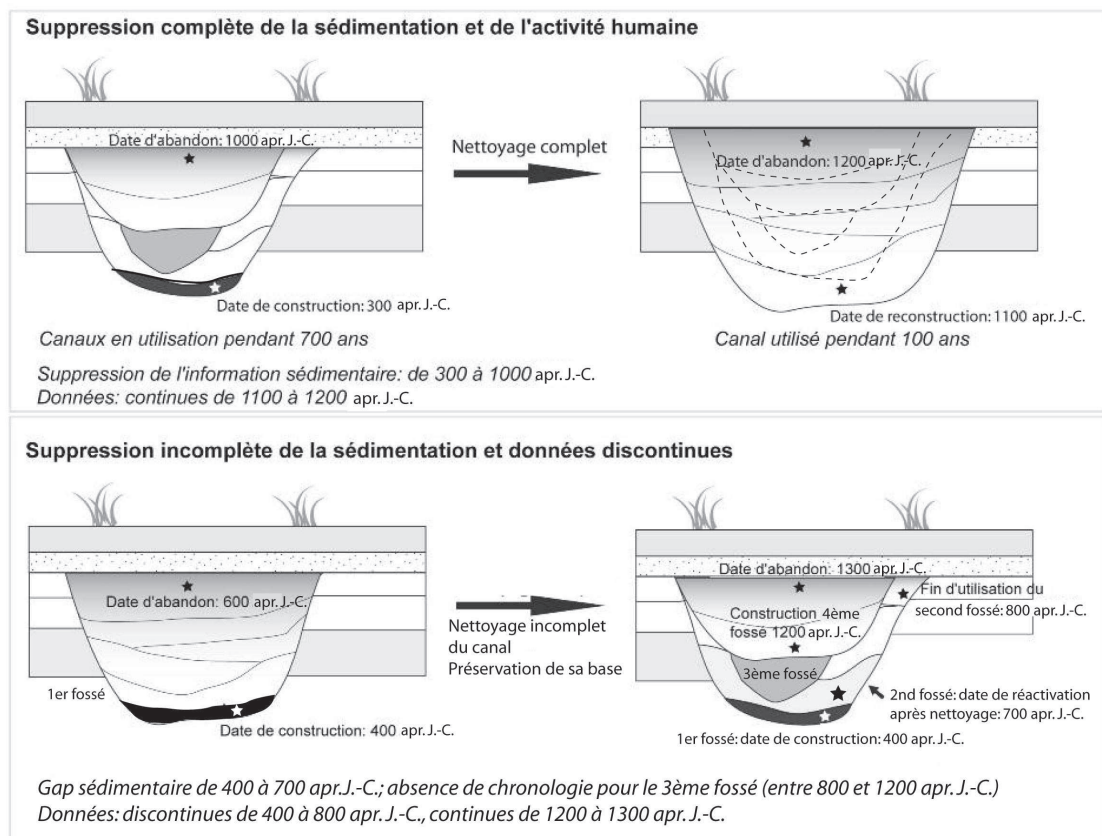 Suppression complète de la sédimentation et de l'activité humaine
Date d'abandon: 1000 apr. J.-C.
Date de construction: 300 apr. J.-C.
Canaux en utilisation pendant 700 ans
Nettoyage complet
Date d'abandon: 1200 apr. J.-C.
Date de reconstruction: 1100 apr. J.-C.
Canal utilisé pendant 100 ans
Suppression de l'information sédimentaire: de 300 à 1000 apr. J.-C.
Données: continues de 1100 à 1200 apr. J.-C.
Suppression incomplète de la sédimentation et données discontinues
Date d'abandon: 600 apr. J.-C.
1er fossé
Date de construction: 400 apr. J.-C.
Nettoyage incomplet
du canal
Préservation de sa base
Date d'abandon: 1300 apr. J.-C.
Fin d'utilisation du
second fossé: 800 apr. J.-C.
Construction 4ème
fossé 1200 apr. J.-C.
3ème fossé
2nd fossé: date de réactivation
après nettoyage: 700 apr. J.-C.
1er fossé: date de construction: 400 apr. J.-C.
Gap sédimentaire de 400 à 700 apr. J.-C.; absence de chronologie pour le 3ème fossé (entre 800 et 1200 apr. J.-C.)
Données: discontinues de 400 à 800 apr. J.-C., continues de 1200 à 1300 apr. J.-C.